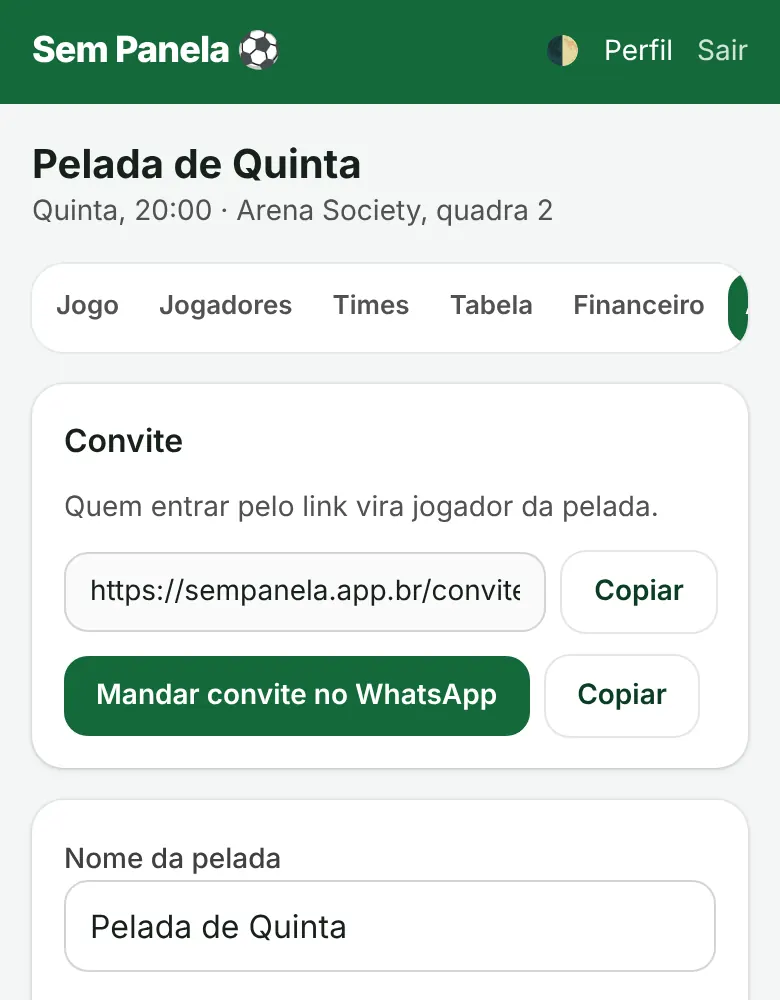 Sem Panela ⚽
Perfil
Sair
Pelada de Quinta
Quinta, 20:00 · Arena Society, quadra 2
Jogo
Jogadores
Times
Tabela
Financeiro
Convite
Quem entrar pelo link vira jogador da pelada.
https://sempanela.app.br/convite
Copiar
Mandar convite no WhatsApp
Copiar
Nome da pelada
Pelada de Quinta